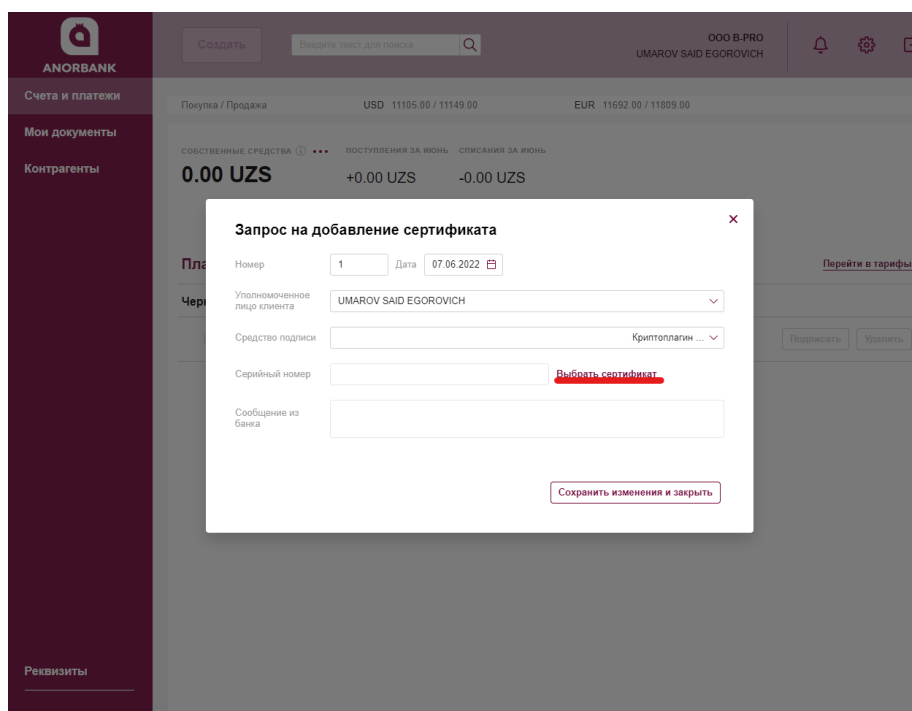 ANORBANK
Счета и платежи
Мои документы
Контрагенты
Реквизиты
Создать
Введите текст для поиска
ООО B-PRO
UMAROV SAID EGOROVICH
Покупка / Продажа USD 11105.00 / 11149.00 EUR 11692.00 / 11809.00
СОБСТВЕННЫЕ СРЕДСТВА ПОСТУПЛЕНИЯ ЗА ИЮНЬ СПИСАНИЯ ЗА ИЮНЬ
0.00 UZS +0.00 UZS -0.00 UZS
Перейти в тарифы
Подписать Удалить
Запрос на добавление сертификата
Номер 1 Дата 07.06.2022
Уполномоченное
лицо клиента
UMAROV SAID EGOROVICH
Средство подписи Криптоплагин ...
Серийный номер Выбрать сертификат
Сообщение из
банка
Сохранить изменения и закрыть